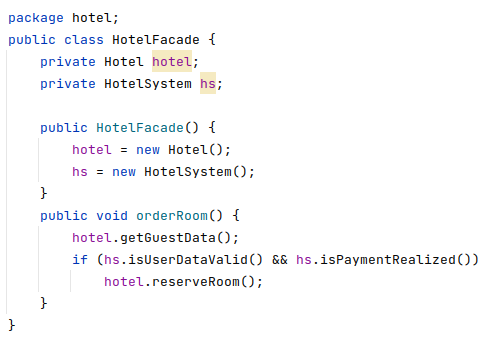 package hotel;
public class HotelFacade {
    private Hotel hotel;
    private HotelSystem hs;

    public HotelFacade() {
        hotel = new Hotel();
        hs = new HotelSystem();
    }
    public void orderRoom() {
        hotel.getGuestData();
        if (hs.isUserDataValid() && hs.isPaymentRealized())
            hotel.reserveRoom();
    }
}